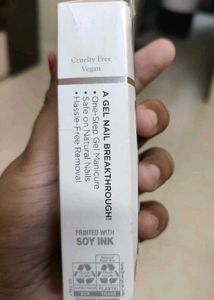 Cruelty Free
Vegan
A GEL NAIL BREAKTHROUGH!
• One-Step Gel Manicure
• Safe on Natural Nails
• Hassle-Free Removal
PRINTED WITH
SOY INK